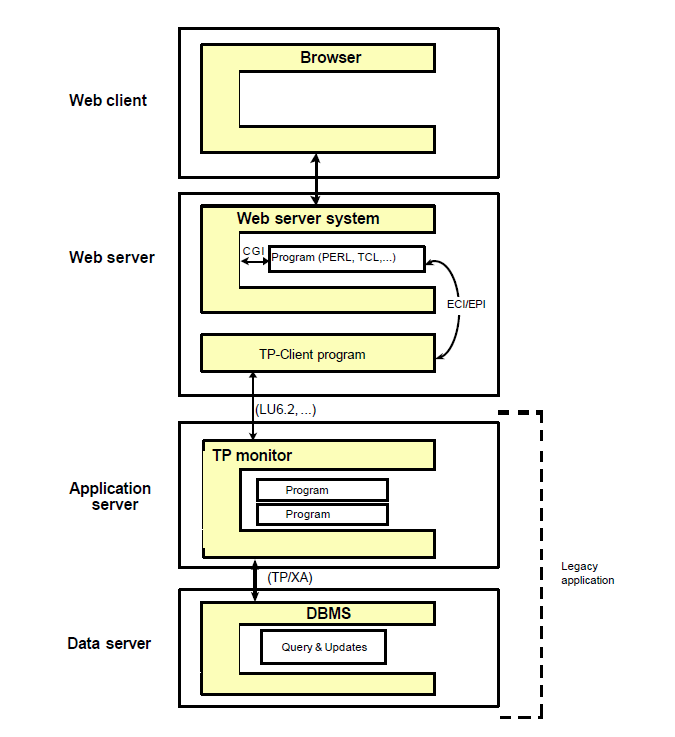 Browser
Web client
Web server system
CGI
Program (PERL, TCL,...)
Web server
ECI/EPI
TP-Client program
(LU6.2, ...)
TP monitor
Application
server
Program
Program
Legacy
application
(TP/XA)
DBMS
Data server
Query & Updates